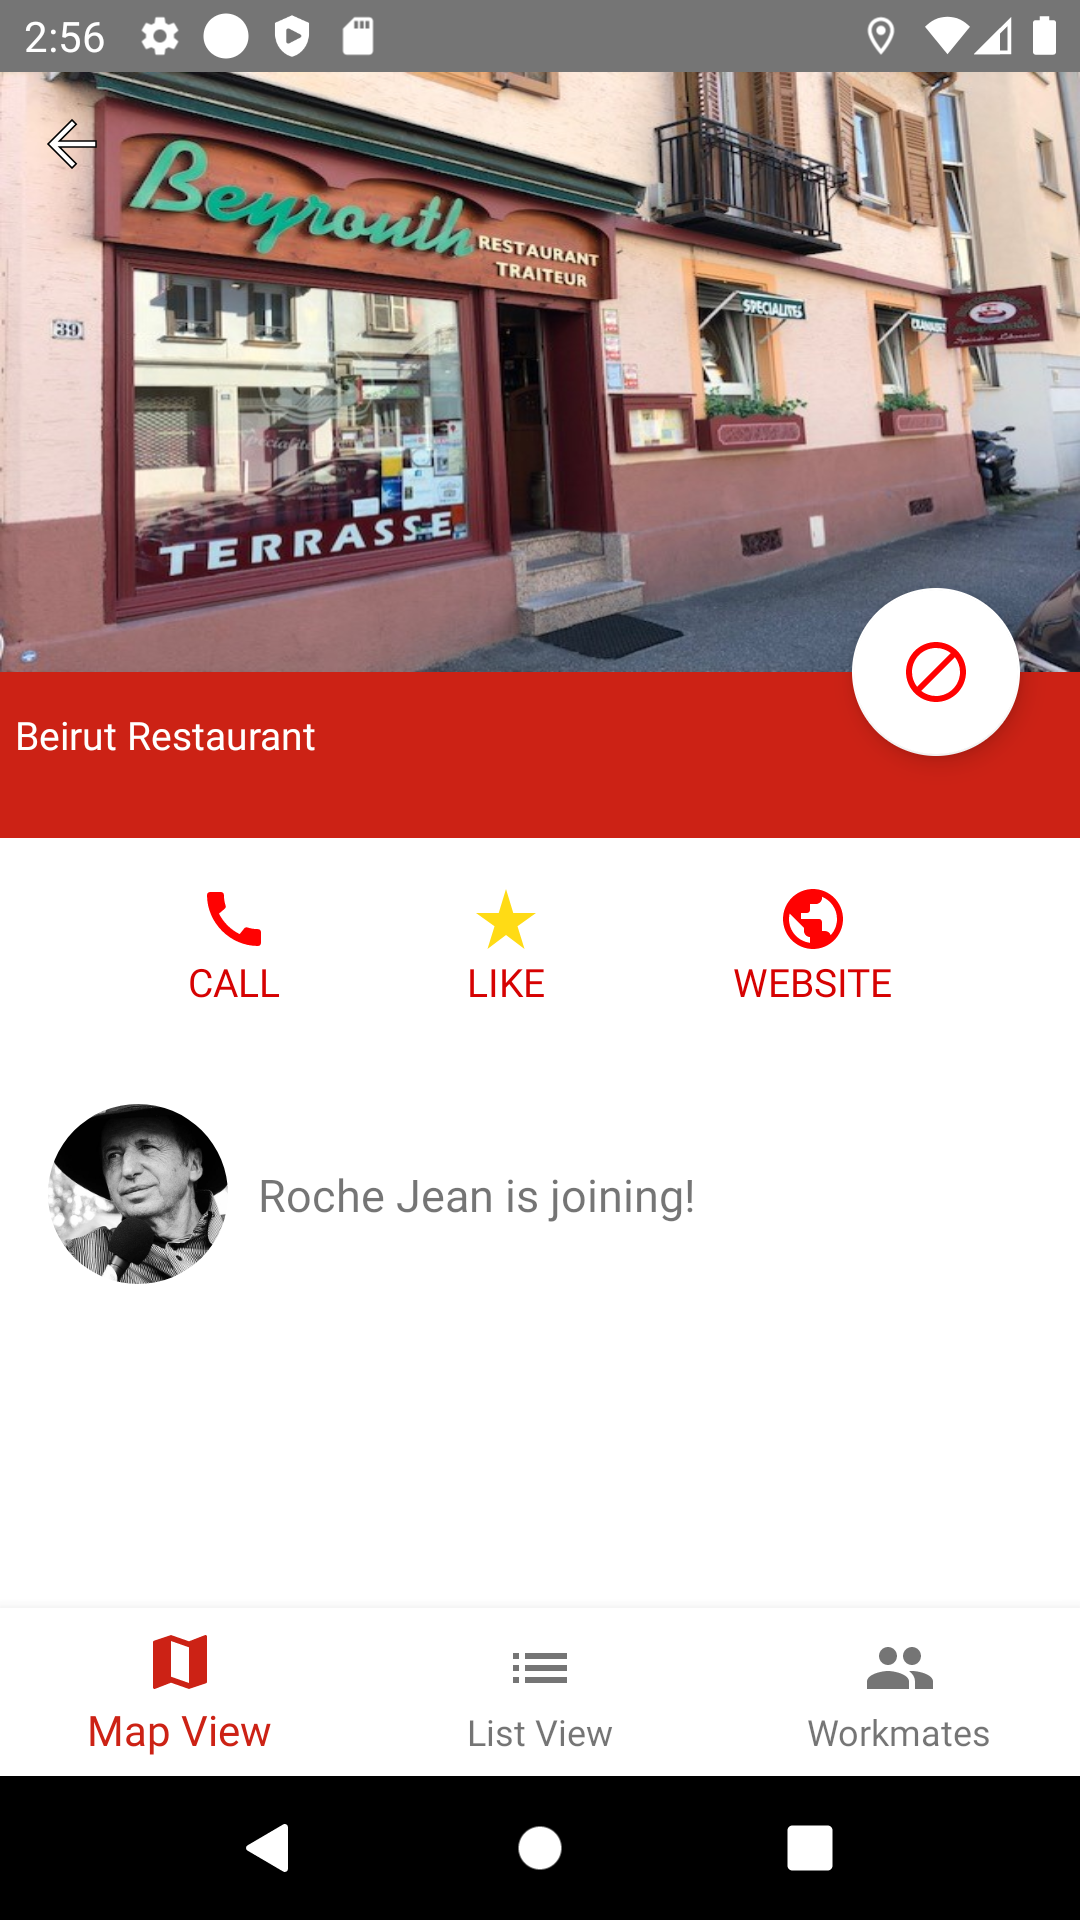 2:56
Beyrouth
RESTAURANT
TRAITEUR
SPECIALITES
39
TERRASSE
Beirut Restaurant
CALL
LIKE
WEBSITE
Roche Jean is joining!
Map View
List View
Workmates